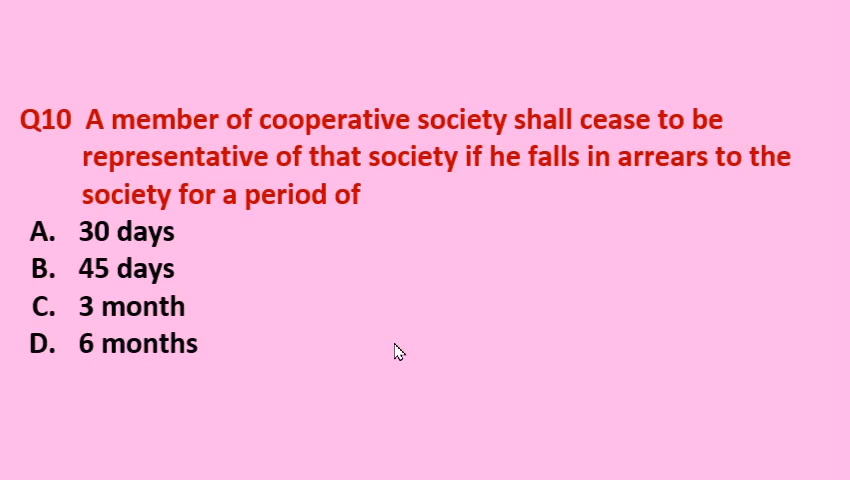 Q10 A member of cooperative society shall cease to be
representative of that society if he falls in arrears to the
society for a period of
A. 30 days
B. 45 days
C. 3 month
D. 6 months